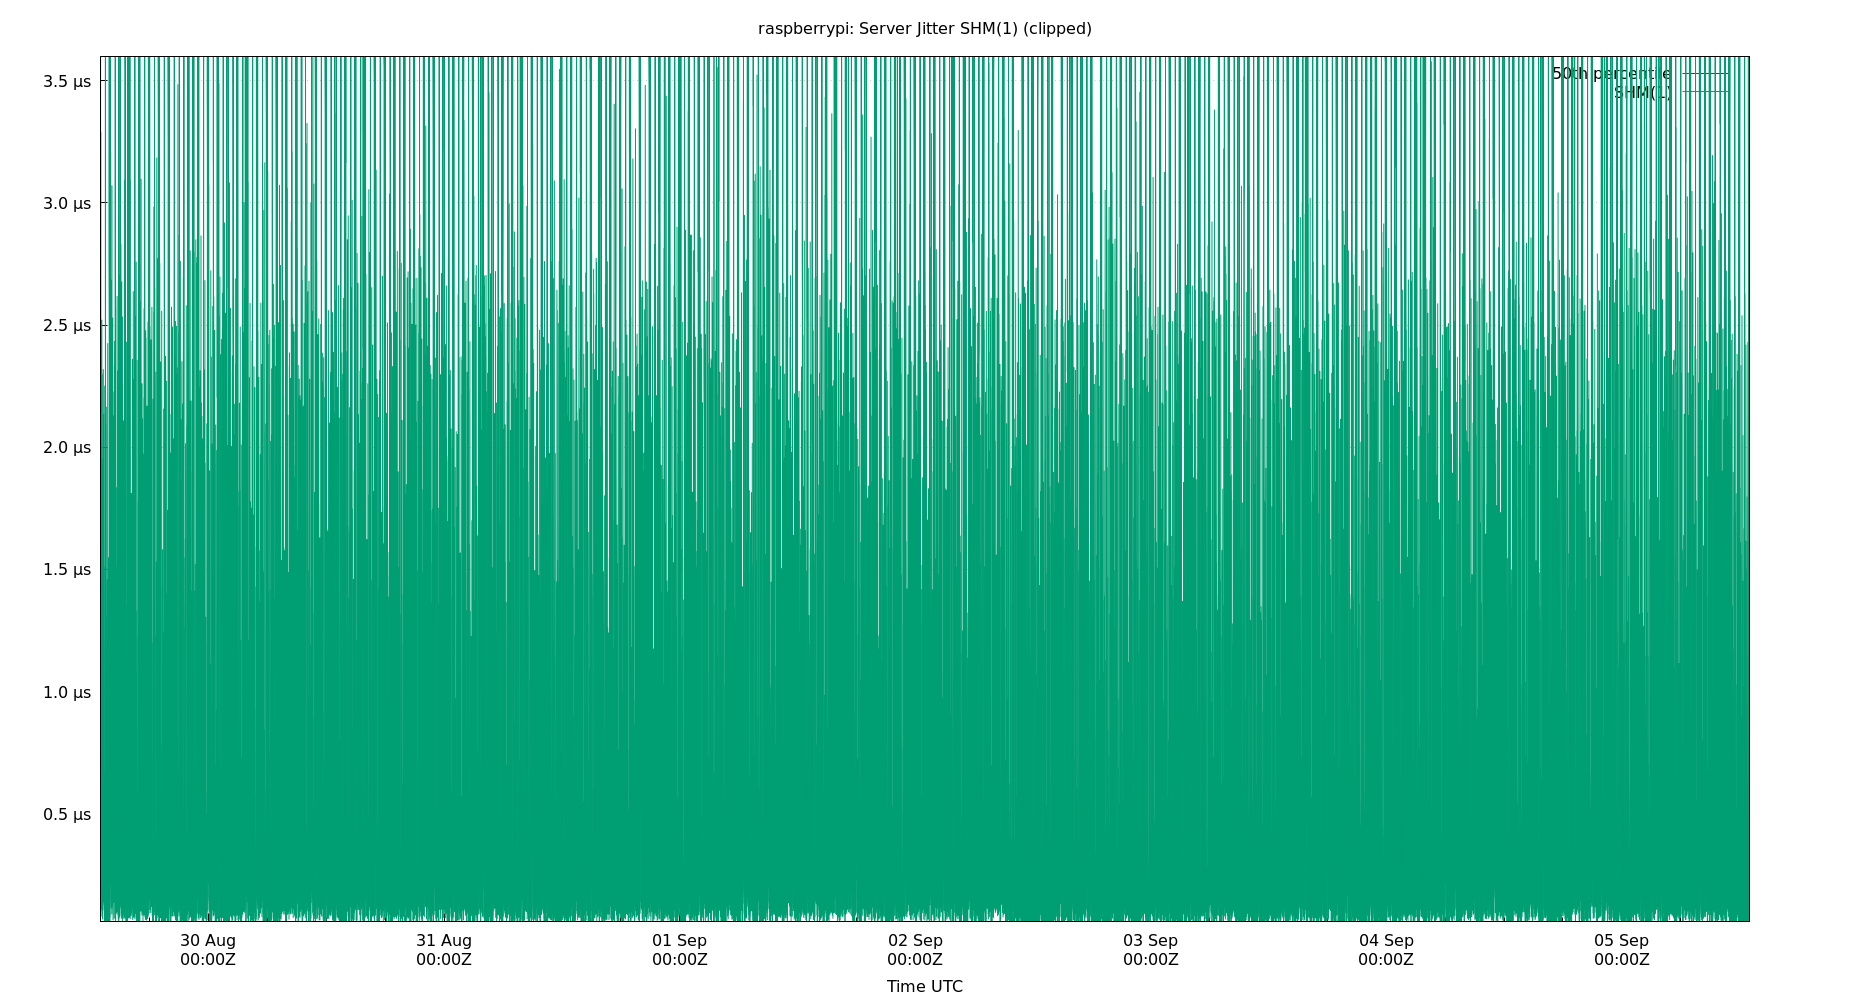 raspberrypi: Server Jitter SHM(1) (clipped)
50th percentile
SHM(1)
3.5 µs
3.0 µs
2.5 µs
2.0 µs
1.5 µs
1.0 µs
0.5 µs
30 Aug 31 Aug 01 Sep 02 Sep 03 Sep 04 Sep 05 Sep
00:00Z 00:00Z 00:00Z 00:00Z 00:00Z 00:00Z 00:00Z
Time UTC